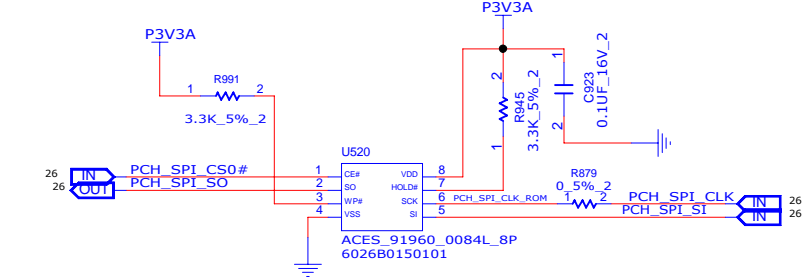 P3V3A
P3V3A
R991
1 2
3.3K_5%_2
2
R945
3.3K_5%_2
1
1
C923
0.1UF_16V_2
2
U520
26 IN PCH_SPI_CS0# 1 CE# VDD 8
26 OUT PCH_SPI_SO 2 SO HOLD# 7
3 WP# SCK 6 PCH_SPI_CLK_ROM
4 VSS SI 5
R879
0_5%_2
1 2
PCH_SPI_CLK IN 26
PCH_SPI_SI IN 26
ACES_91960_0084L_8P
6026B0150101